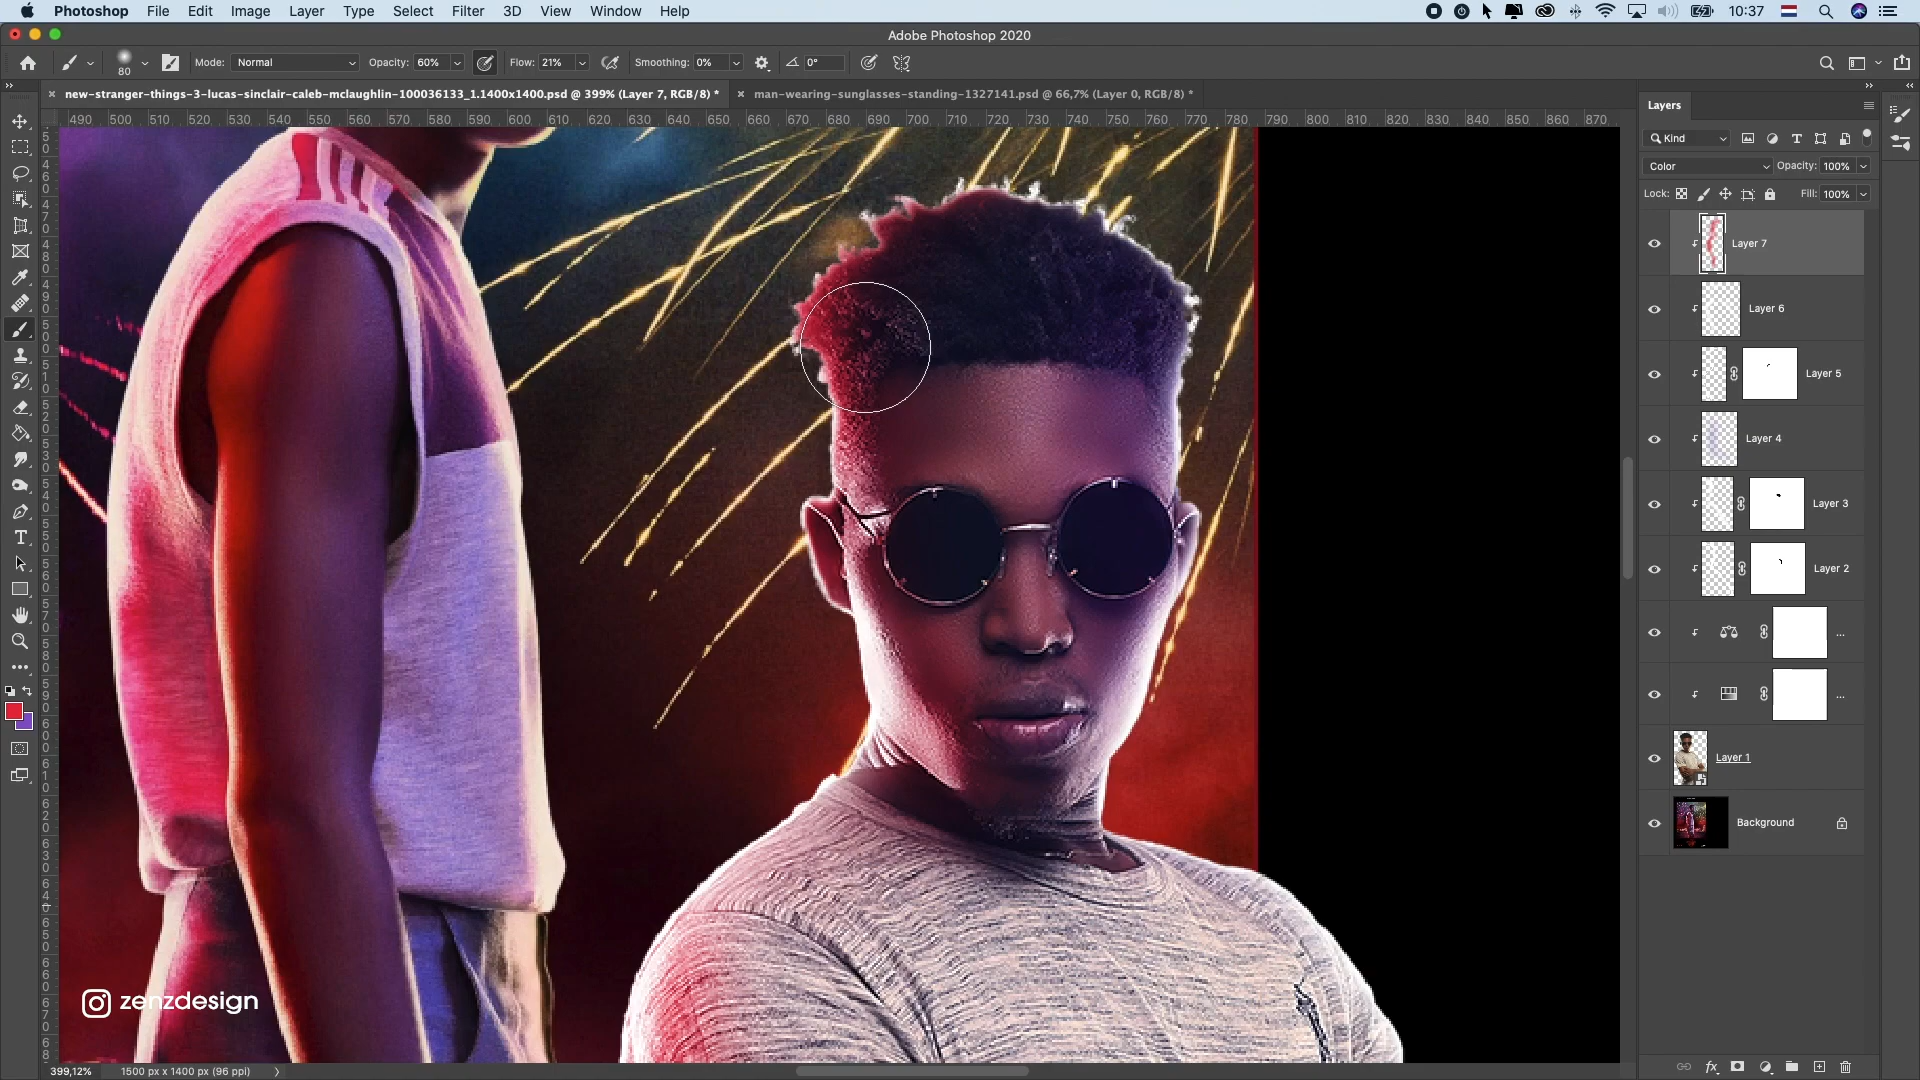 Photoshop File Edit Image Layer Type Select Filter 3D View Window Help 10:37
Adobe Photoshop 2020
80 Mode: Normal Opacity: 60% Flow: 21% Smoothing: 0% 0°
new-stranger-things-3-lucas-sinclair-caleb-mclaughlin-100036133_1.1400x1400.psd @ 399% (Layer 7, RGB/8) * man-wearing-sunglasses-standing-1327141.psd @ 66,7% (Layer 0, RGB/8) *
Layers
490 500 510 520 530 540 550 560 570 580 590 600 610 620 630 640 650 660 670 680 690 700 710 720 730 740 750 760 770 780 790 800 810 820 830 840 850 860 870
Kind
Color Opacity: 100%
Lock: Fill: 100%
Layer 7
Layer 6
Layer 5
Layer 4
Layer 3
Layer 2
...
...
Layer 1
Background
zenzdesign
399,12% 1500 px x 1400 px (96 ppi)